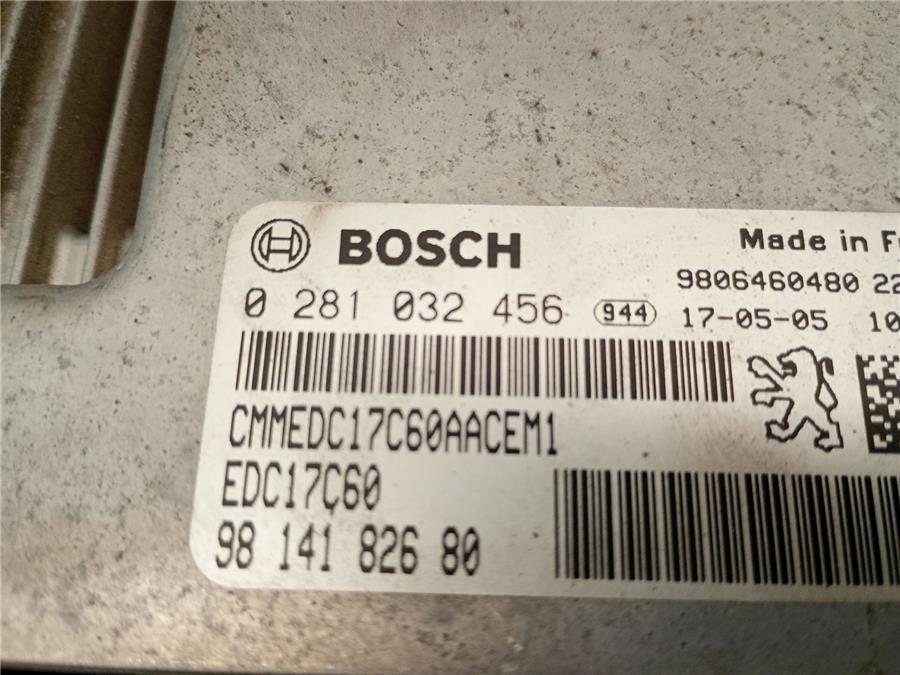 BOSCH
Made in F
9806460480 22
0 281 032 456 944 17-05-05 10
CMMEDC17C60AACEM1
EDC17C60
98 141 826 80